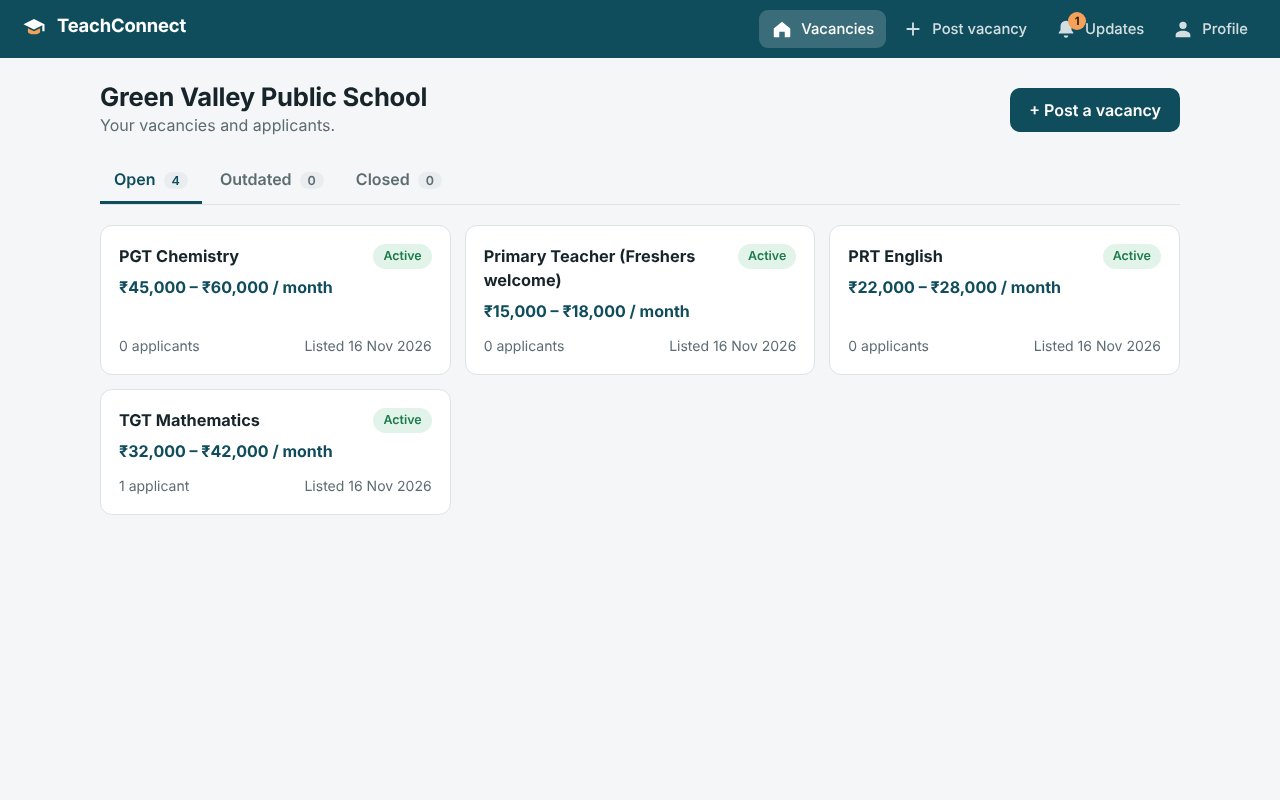 TeachConnect
Vacancies
Post vacancy
1
Updates
Profile
Green Valley Public School
Your vacancies and applicants.
+ Post a vacancy
Open 4
Outdated 0
Closed 0
PGT Chemistry
Active
₹45,000 – ₹60,000 / month
0 applicants
Listed 16 Nov 2026
Primary Teacher (Freshers
welcome)
Active
₹15,000 – ₹18,000 / month
0 applicants
Listed 16 Nov 2026
PRT English
Active
₹22,000 – ₹28,000 / month
0 applicants
Listed 16 Nov 2026
TGT Mathematics
Active
₹32,000 – ₹42,000 / month
1 applicant
Listed 16 Nov 2026